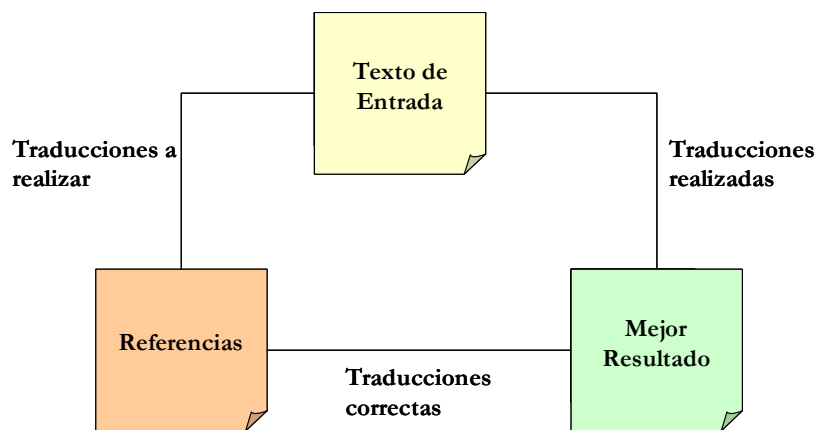 Texto de
Entrada
Traducciones a
realizar
Traducciones
realizadas
Referencias
Mejor
Resultado
Traducciones
correctas